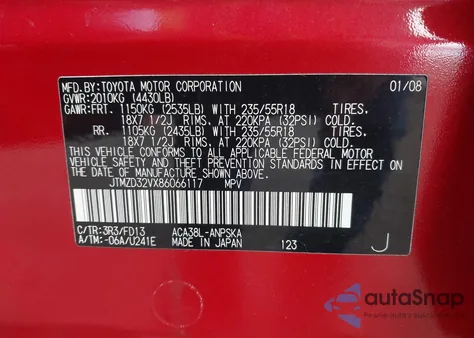 MFD.BY:TOYOTA MOTOR CORPORATION 01/08
GVWR:2010KG (4430LB)
GAWR:FRT. 1150KG (2535LB) WITH 235/55R18 TIRES.
18X7 1/2J RIMS. AT 220KPA (32PSI) COLD.
RR. 1105KG (2435LB) WITH 235/55R18 TIRES.
18X7 1/2J RIMS. AT 220KPA (32PSI) COLD.
THIS VEHICLE CONFORMS TO ALL APPLICABLE FEDERAL MOTOR
VEHICLE SAFETY AND THEFT PREVENTION STANDARDS IN EFFECT ON
THE DATE OF MANUFACTURE SHOWN ABOVE.
JTMZD32VX86066117 MPV
C/TR:3R3/FD13 ACA38L-ANPSKA
A/TM:-06A/U241E MADE IN JAPAN 123 J
autoSnap